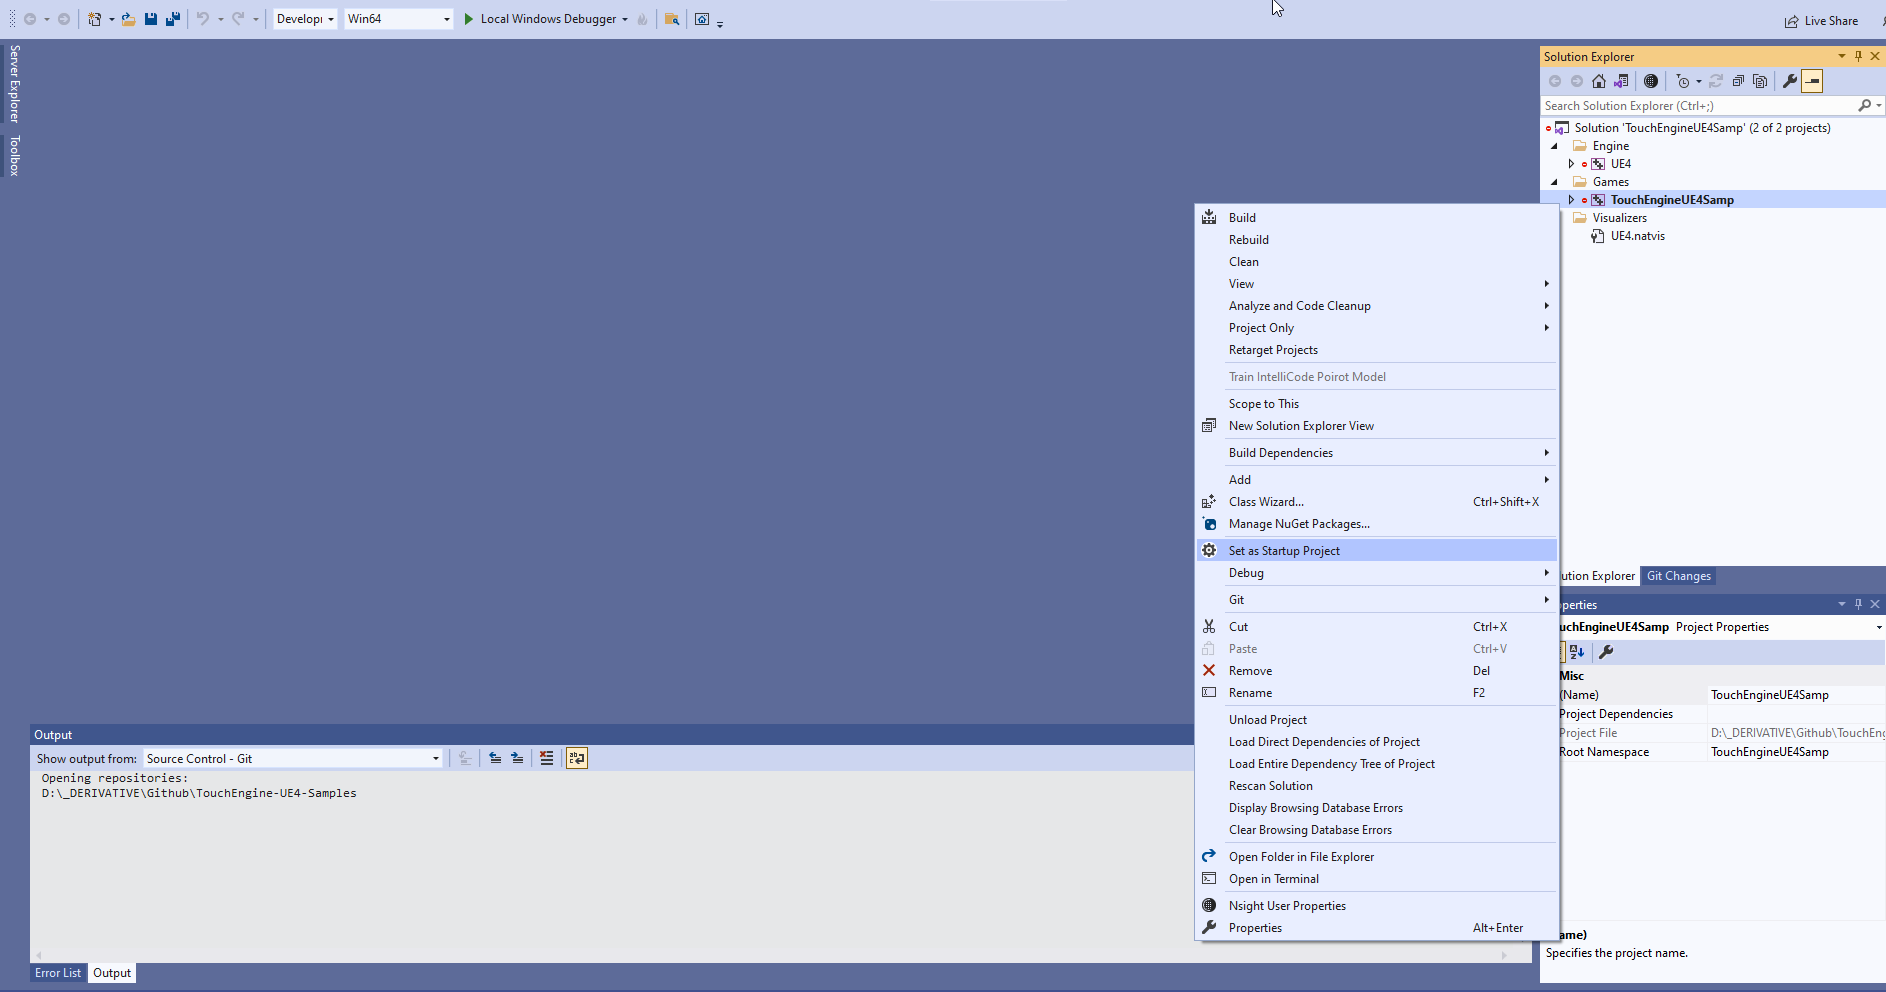 Develop
Win64
Local Windows Debugger
Live Share
Server Explorer
Toolbox
Solution Explorer
Search Solution Explorer (Ctrl+;)
Solution 'TouchEngineUE4Samp' (2 of 2 projects)
Engine
UE4
Games
TouchEngineUE4Samp
Visualizers
UE4.natvis
Build
Rebuild
Clean
View
Analyze and Code Cleanup
Project Only
Retarget Projects
Train IntelliCode Poirot Model
Scope to This
New Solution Explorer View
Build Dependencies
Add
Class Wizard... Ctrl+Shift+X
Manage NuGet Packages...
Set as Startup Project
Debug
Git
Cut Ctrl+X
Paste Ctrl+V
Remove Del
Rename F2
Unload Project
Load Direct Dependencies of Project
Load Entire Dependency Tree of Project
Rescan Solution
Display Browsing Database Errors
Clear Browsing Database Errors
Open Folder in File Explorer
Open in Terminal
Nsight User Properties
Properties Alt+Enter
ution Explorer Git Changes
perties
uchEngineUE4Samp Project Properties
Misc
(Name) TouchEngineUE4Samp
Project Dependencies
Project File D:\_DERIVATIVE\Github\TouchEng
Root Namespace TouchEngineUE4Samp
ame)
Specifies the project name.
Output
Show output from: Source Control - Git
Opening repositories:
D:\_DERIVATIVE\Github\TouchEngine-UE4-Samples
Error List Output